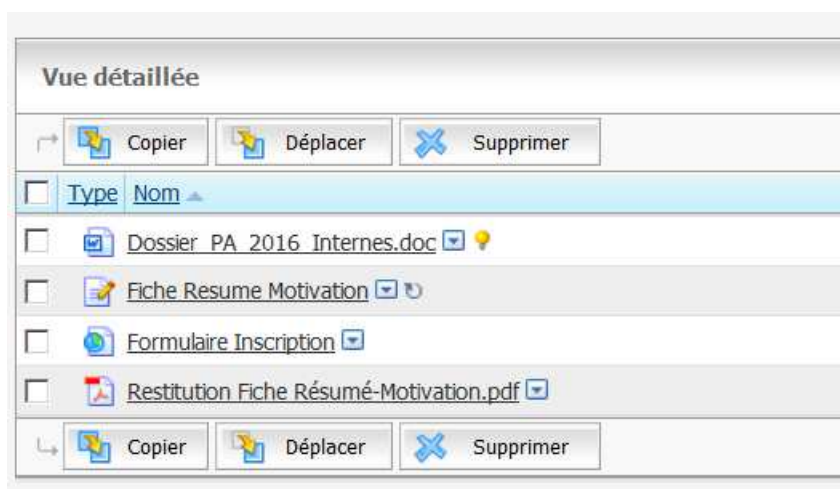 Vue détaillée
Copier Déplacer Supprimer
Type Nom
Dossier_PA_2016_Internes.doc
Fiche Resume Motivation
Formulaire Inscription
Restitution Fiche Résumé-Motivation.pdf
Copier Déplacer Supprimer